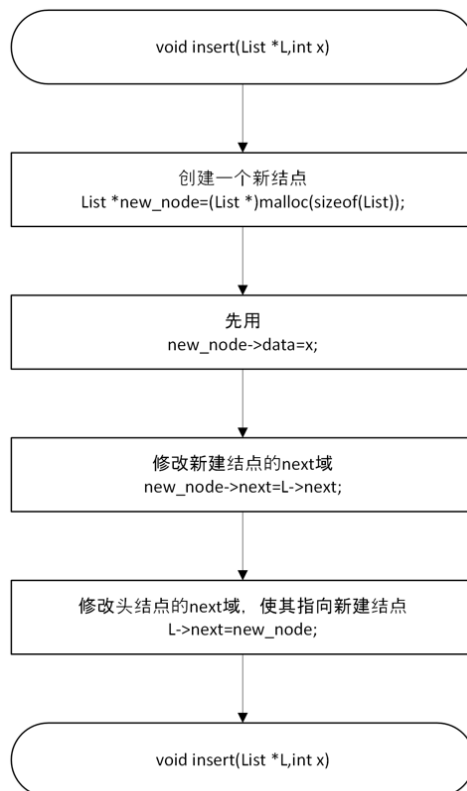 void insert(List *L,int x)
创建一个新结点
List *new_node=(List *)malloc(sizeof(List));
先用
new_node->data=x;
修改新建结点的next域
new_node->next=L->next;
修改头结点的next域，使其指向新建结点
L->next=new_node;
void insert(List *L,int x)